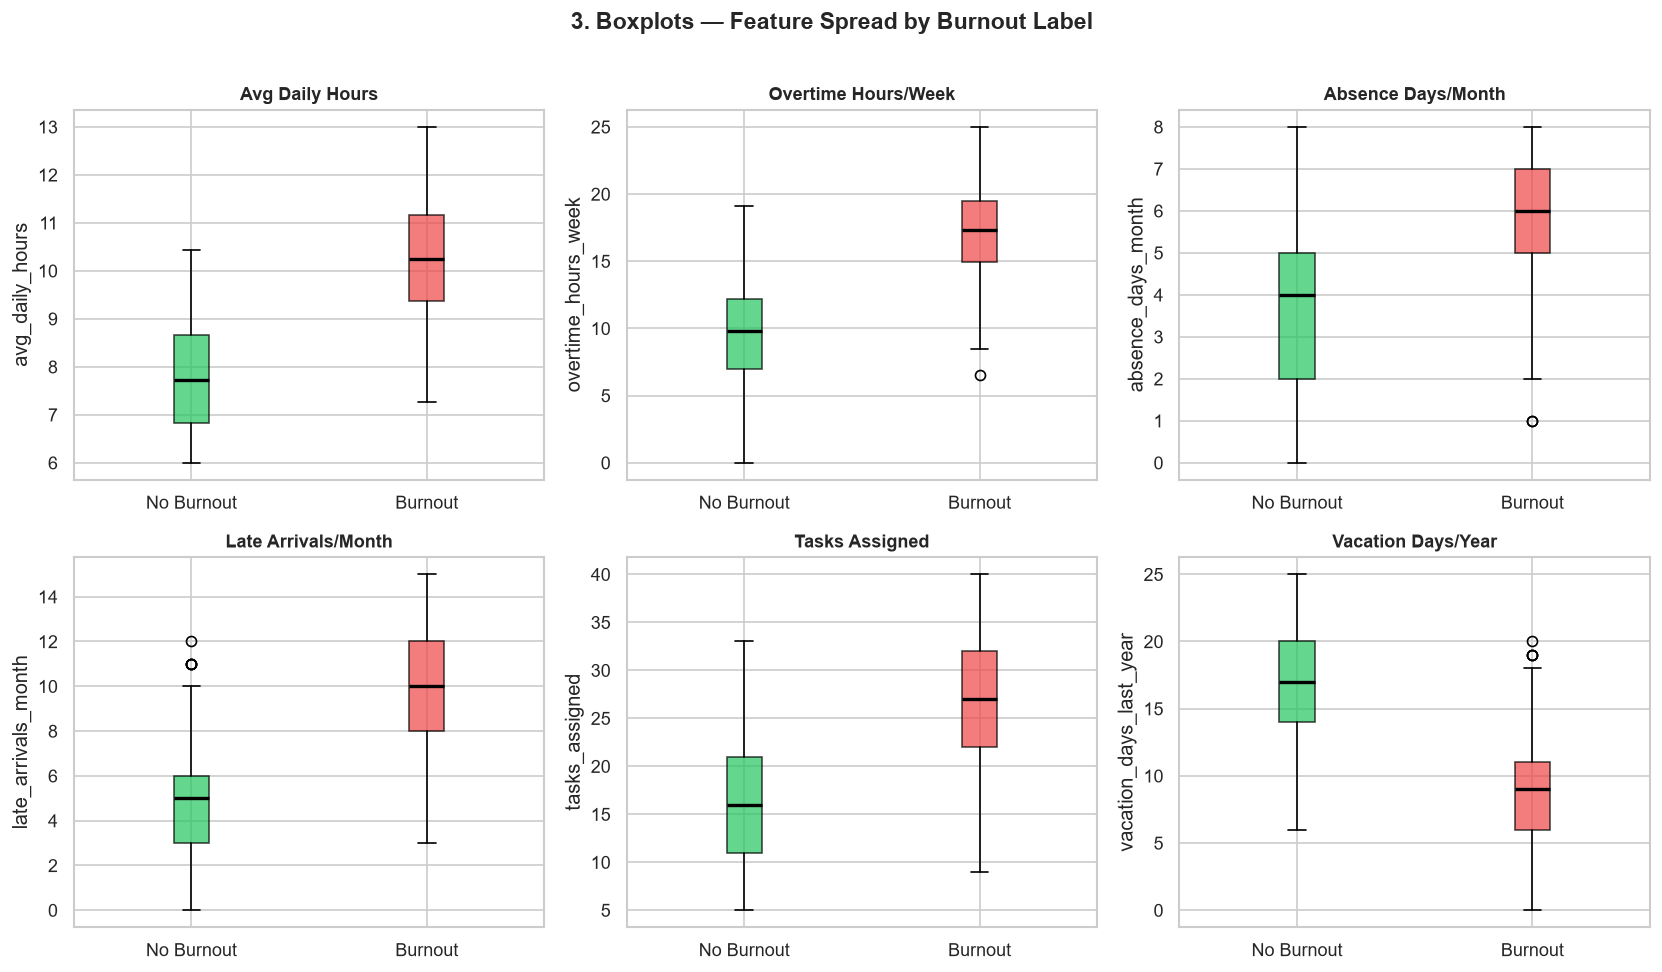 3. Boxplots — Feature Spread by Burnout Label
Avg Daily Hours
avg_daily_hours
13
12
11
10
9
8
7
6
No Burnout
Burnout
Overtime Hours/Week
overtime_hours_week
25
20
15
10
5
0
No Burnout
Burnout
Absence Days/Month
absence_days_month
8
7
6
5
4
3
2
1
0
No Burnout
Burnout
Late Arrivals/Month
late_arrivals_month
14
12
10
8
6
4
2
0
No Burnout
Burnout
Tasks Assigned
tasks_assigned
40
35
30
25
20
15
10
5
No Burnout
Burnout
Vacation Days/Year
vacation_days_last_year
25
20
15
10
5
0
No Burnout
Burnout